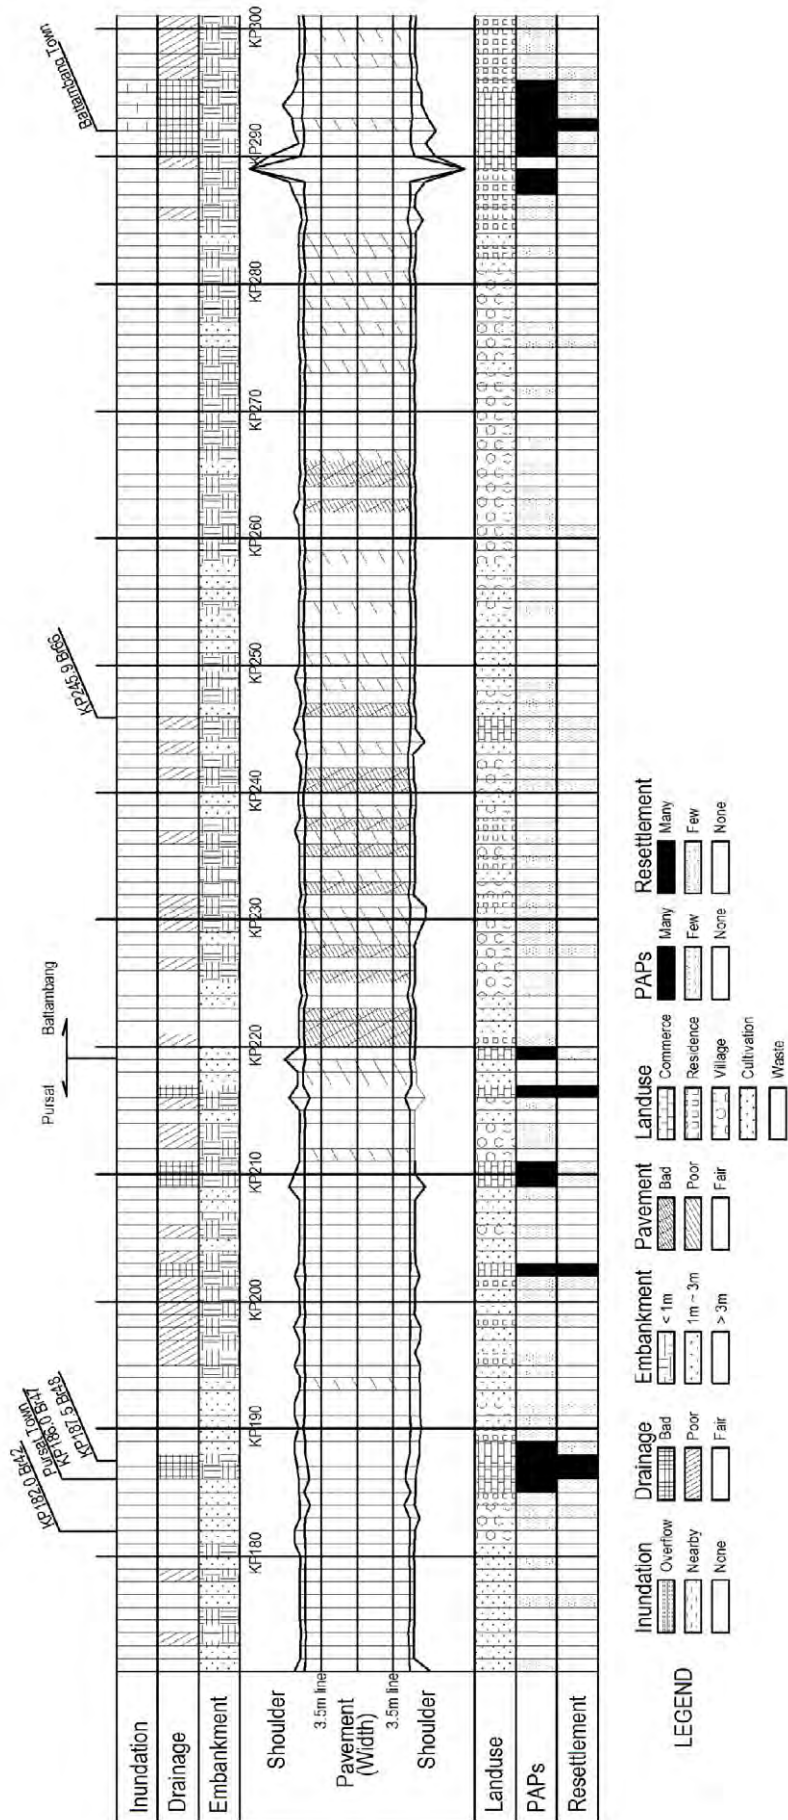 KP182.0 Br42
Pursat Town
KP186.0 Br47
KP187.5 Br48
Pursat
Battambang
KP245.9 Br66
Battambang Town
Inundation
Drainage
Embankment
KP180
KP190
KP200
KP210
KP220
KP230
KP240
KP250
KP260
KP270
KP280
KP290
KP300
Shoulder
3.5m line
Pavement
(Width)
3.5m line
Shoulder
Landuse
PAPs
Resettlement
LEGEND
Inundation
Overflow
Nearby
None
Drainage
Bad
Poor
Fair
Embankment
< 1m
1m ~ 3m
> 3m
Pavement
Bad
Poor
Fair
Landuse
Commerce
Residence
Village
Cultivation
Waste
PAPs
Many
Few
None
Resettlement
Many
Few
None